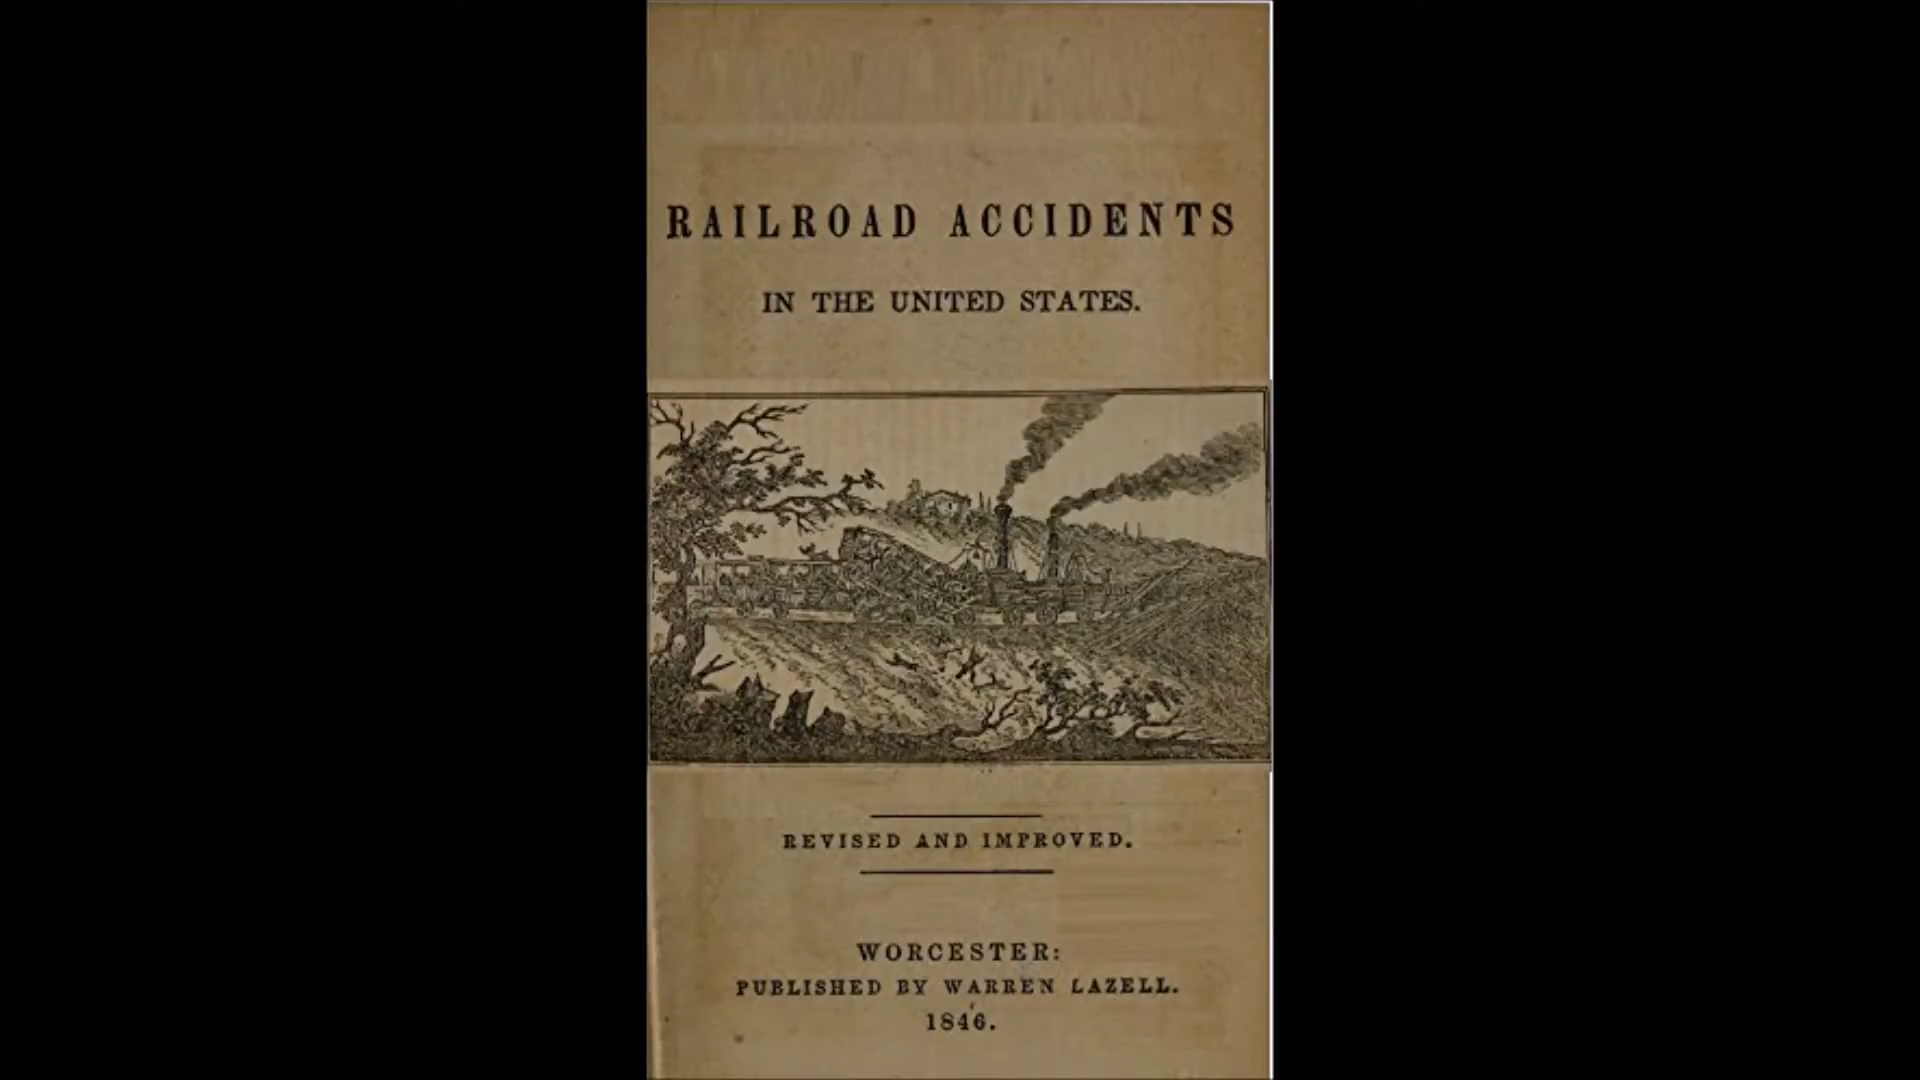 RAILROAD ACCIDENTS
IN THE UNITED STATES.
REVISED AND IMPROVED.
WORCESTER:
PUBLISHED BY WARREN LAZELL.
1846.